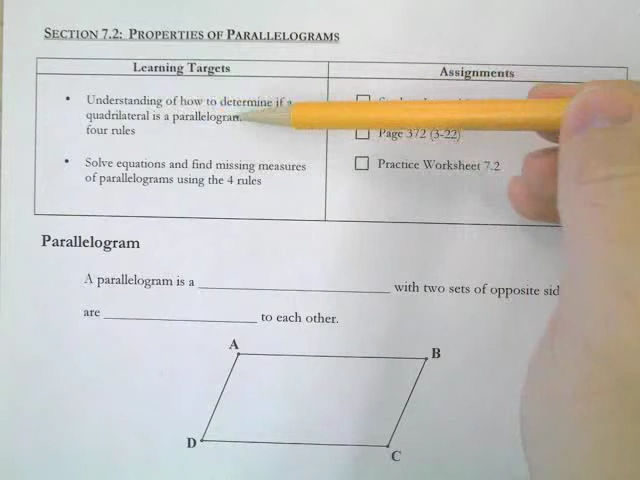 SECTION 7.2: PROPERTIES OF PARALLELOGRAMS
Learning Targets
• Understanding of how to determine if a
quadrilateral is a parallelogram
four rules
• Solve equations and find missing measures
of parallelograms using the 4 rules
Assignments
Page 372 (3-22)
Practice Worksheet 7.2
Parallelogram
A parallelogram is a ____________________ with two sets of opposite
are ____________________ to each other.
A
B
D
C